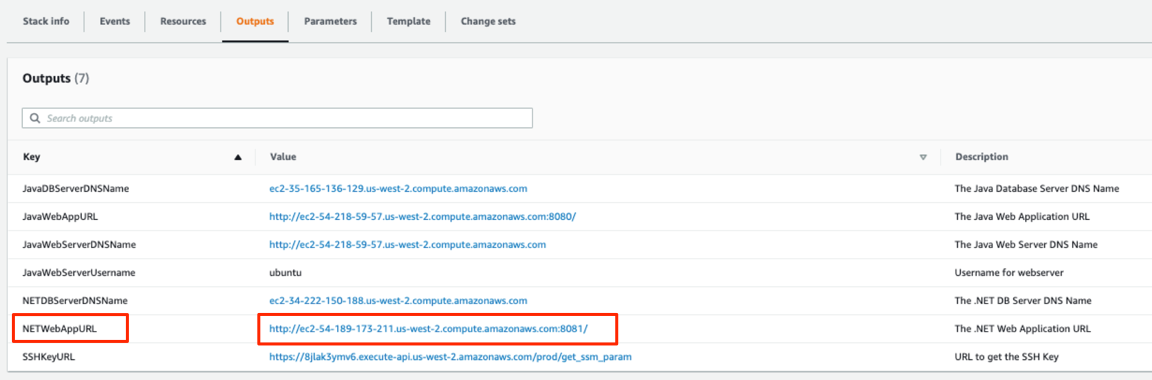 Stack info Events Resources Outputs Parameters Template Change sets
Outputs (7)
Search outputs
Key Value Description
JavaDBServerDNSName ec2-35-165-136-129.us-west-2.compute.amazonaws.com The Java Database Server DNS Name
JavaWebAppURL http://ec2-54-218-59-57.us-west-2.compute.amazonaws.com:8080/ The Java Web Application URL
JavaWebServerDNSName http://ec2-54-218-59-57.us-west-2.compute.amazonaws.com The Java Web Server DNS Name
JavaWebServerUsername ubuntu Username for webserver
NETDBServerDNSName ec2-34-222-150-188.us-west-2.compute.amazonaws.com The .NET DB Server DNS Name
NETWebAppURL http://ec2-54-189-173-211.us-west-2.compute.amazonaws.com:8081/ The .NET Web Application URL
SSHKeyURL https://8jlak3ymv6.execute-api.us-west-2.amazonaws.com/prod/get_ssm_param URL to get the SSH Key